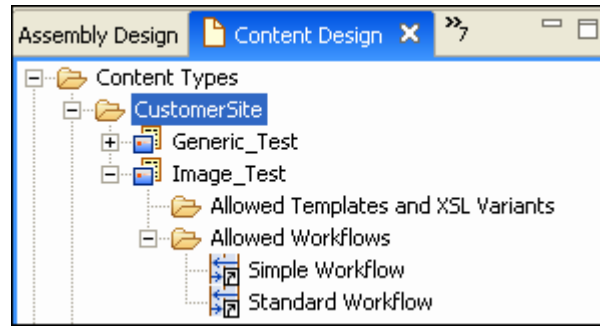 Assembly Design Content Design »7
Content Types
CustomerSite
Generic_Test
Image_Test
Allowed Templates and XSL Variants
Allowed Workflows
Simple Workflow
Standard Workflow